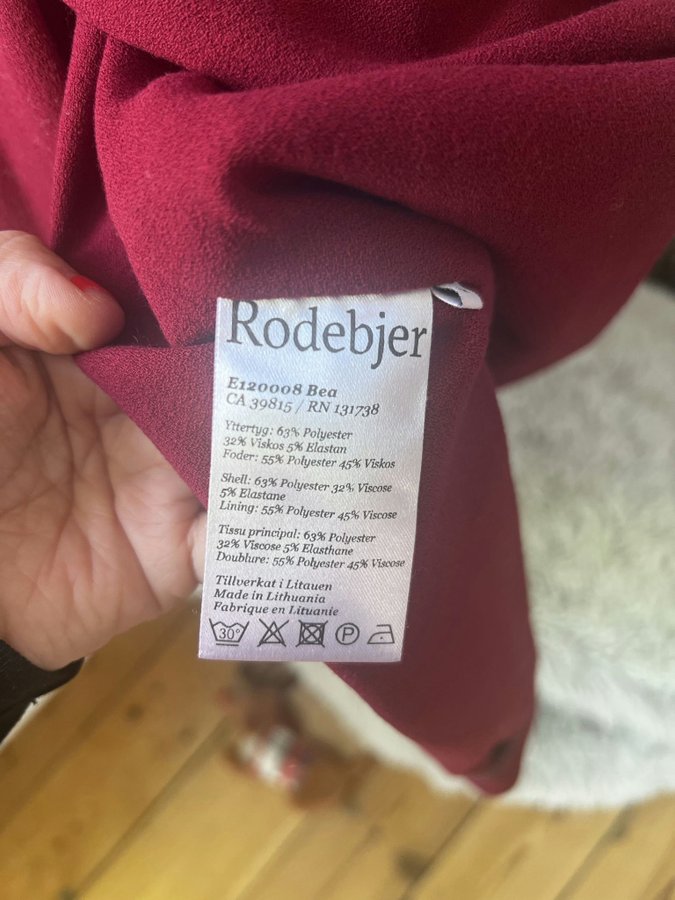 Rodebjer
E120008 Bea
CA 39815 / RN 131738
Yttertyg: 63% Polyester
32% Viskos 5% Elastan
Foder: 55% Polyester 45% Viskos
Shell: 63% Polyester 32% Viscose
5% Elastane
Lining: 55% Polyester 45% Viscose
Tissu principal: 63% Polyester
32% Viscose 5% Elasthane
Doublure: 55% Polyester 45% Viscose
Tillverkat i Litauen
Made in Lithuania
Fabrique en Lituanie
30° P